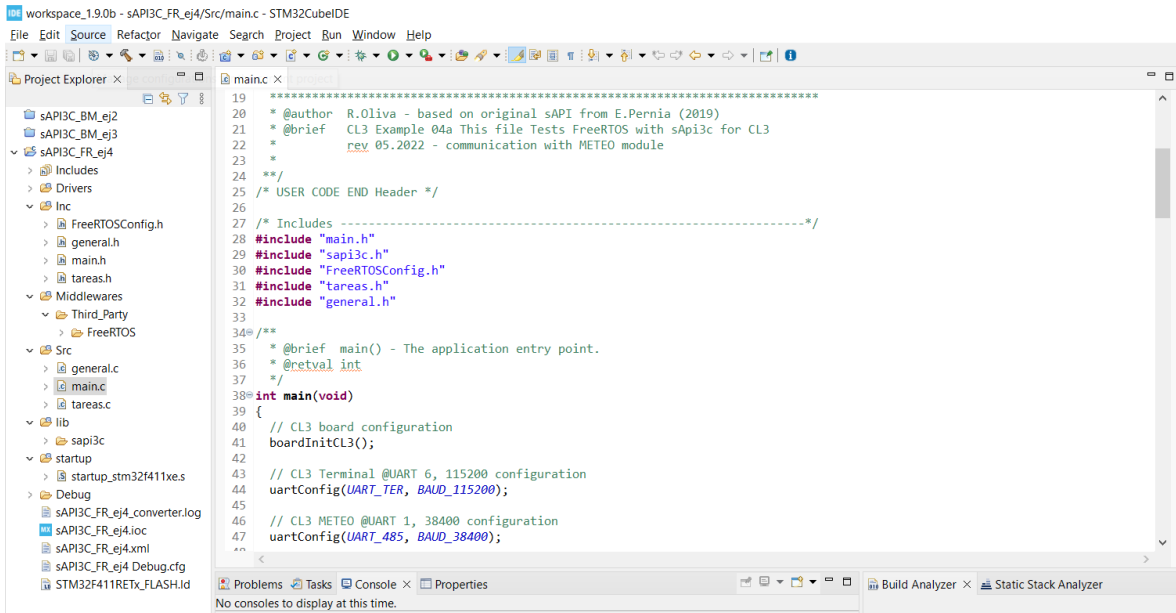 IDE workspace_1.9.0b - sAPI3C_FR_ej4/Src/main.c - STM32CubeIDE
File Edit Source Refactor Navigate Search Project Run Window Help
Project Explorer
sAPI3C_BM_ej2
sAPI3C_BM_ej3
sAPI3C_FR_ej4
Includes
Drivers
Inc
FreeRTOSConfig.h
general.h
main.h
tareas.h
Middlewares
Third_Party
FreeRTOS
Src
general.c
main.c
tareas.c
lib
sapi3c
startup
startup_stm32f411xe.s
Debug
sAPI3C_FR_ej4_converter.log
MX sAPI3C_FR_ej4.ioc
sAPI3C_FR_ej4.xml
sAPI3C_FR_ej4 Debug.cfg
STM32F411RETx_FLASH.ld
main.c
19 ******************************************************************************
20 * @author R.Oliva - based on original sAPI from E.Pernia (2019)
21 * @brief CL3 Example 04a This file Tests FreeRTOS with sApi3c for CL3
22 * rev 05.2022 - communication with METEO module
23 *
24 **/
25 /* USER CODE END Header */
26
27 /* Includes ------------------------------------------------------------------*/
28 #include "main.h"
29 #include "sapi3c.h"
30 #include "FreeRTOSConfig.h"
31 #include "tareas.h"
32 #include "general.h"
33
34 /**
35 * @brief main() - The application entry point.
36 * @retval int
37 */
38 int main(void)
39 {
40 // CL3 board configuration
41 boardInitCL3();
42
43 // CL3 Terminal @UART 6, 115200 configuration
44 uartConfig(UART_TER, BAUD_115200);
45
46 // CL3 METEO @UART 1, 38400 configuration
47 uartConfig(UART_485, BAUD_38400);
Problems Tasks Console Properties
No consoles to display at this time.
Build Analyzer Static Stack Analyzer